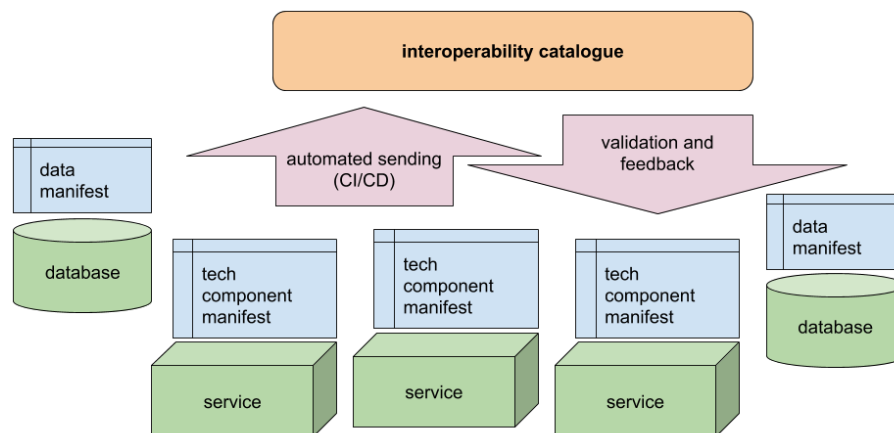 interoperability catalogue
automated sending
(CI/CD)
validation and
feedback
data
manifest
database
tech
component
manifest
service
tech
component
manifest
service
tech
component
manifest
service
data
manifest
database